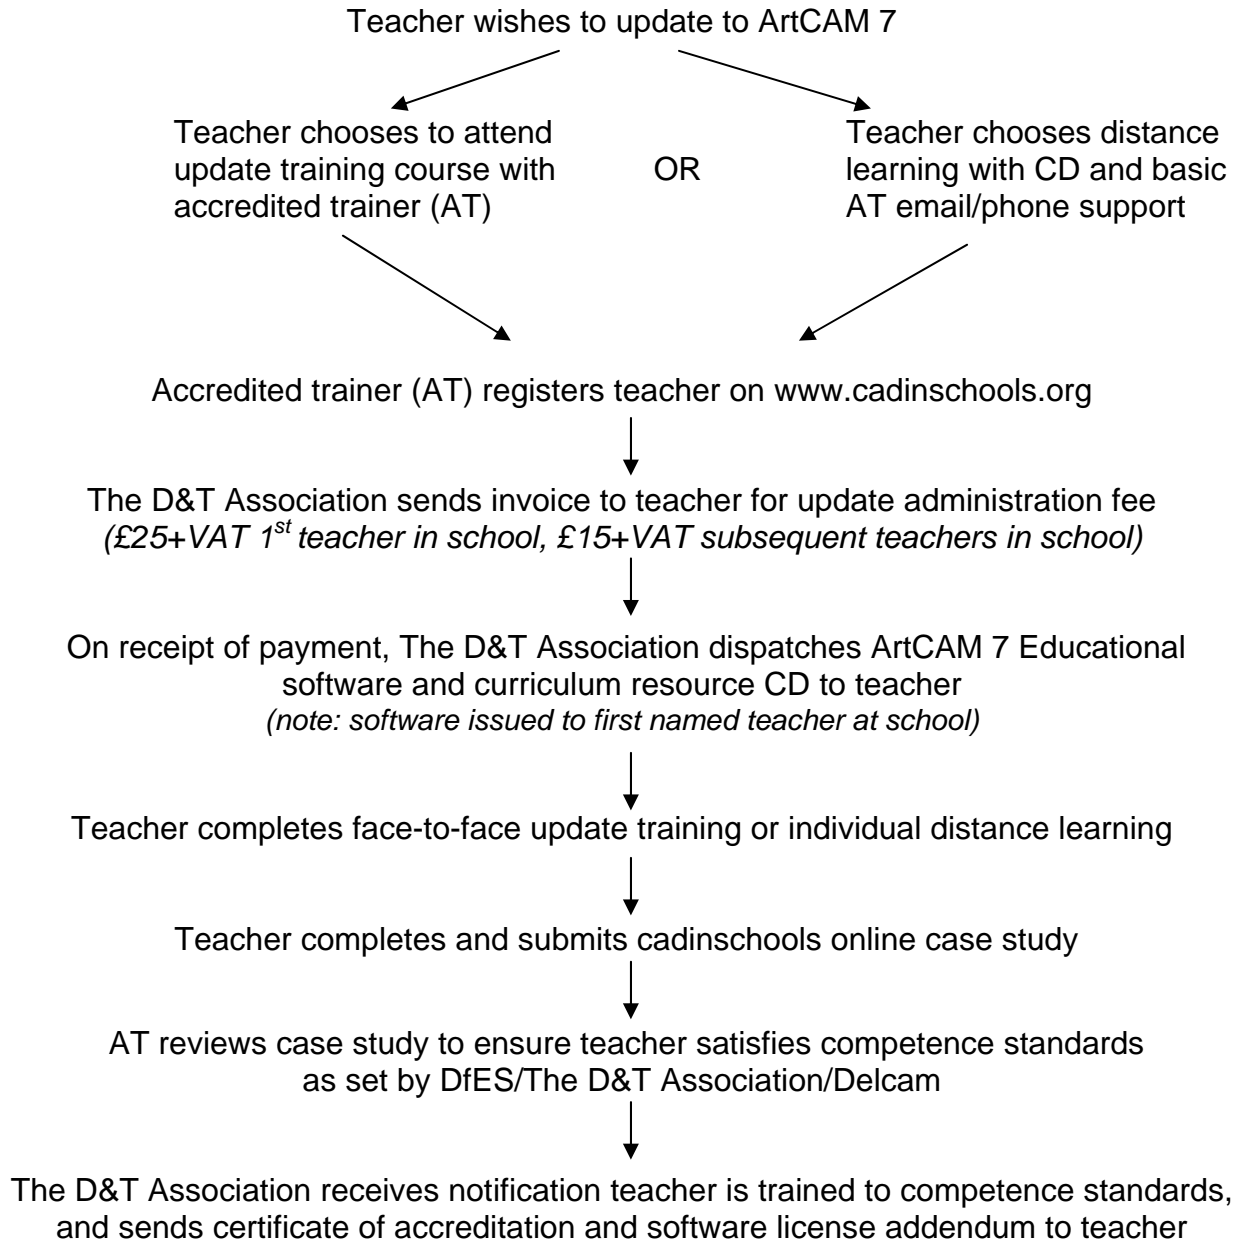 Teacher wishes to update to ArtCAM 7
Teacher chooses to attend
update training course with
accredited trainer (AT)
OR
Teacher chooses distance
learning with CD and basic
AT email/phone support
Accredited trainer (AT) registers teacher on www.cadinschools.org
The D&T Association sends invoice to teacher for update administration fee
(£25+VAT 1st teacher in school, £15+VAT subsequent teachers in school)
On receipt of payment, The D&T Association dispatches ArtCAM 7 Educational
software and curriculum resource CD to teacher
(note: software issued to first named teacher at school)
Teacher completes face-to-face update training or individual distance learning
Teacher completes and submits cadinschools online case study
AT reviews case study to ensure teacher satisfies competence standards
as set by DfES/The D&T Association/Delcam
The D&T Association receives notification teacher is trained to competence standards,
and sends certificate of accreditation and software license addendum to teacher